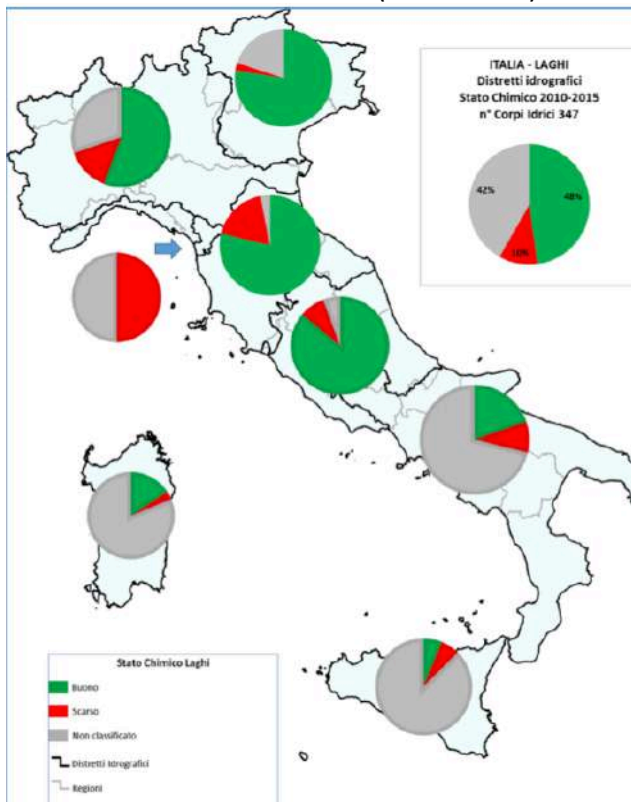 ITALIA - LAGHI
Distretti idrografici
Stato Chimico 2010-2015
n° Corpi Idrici 347
42%
48%
10%
Stato Chimico Laghi
Buono
Scarso
Non classificato
Distretti Idrografici
Regioni